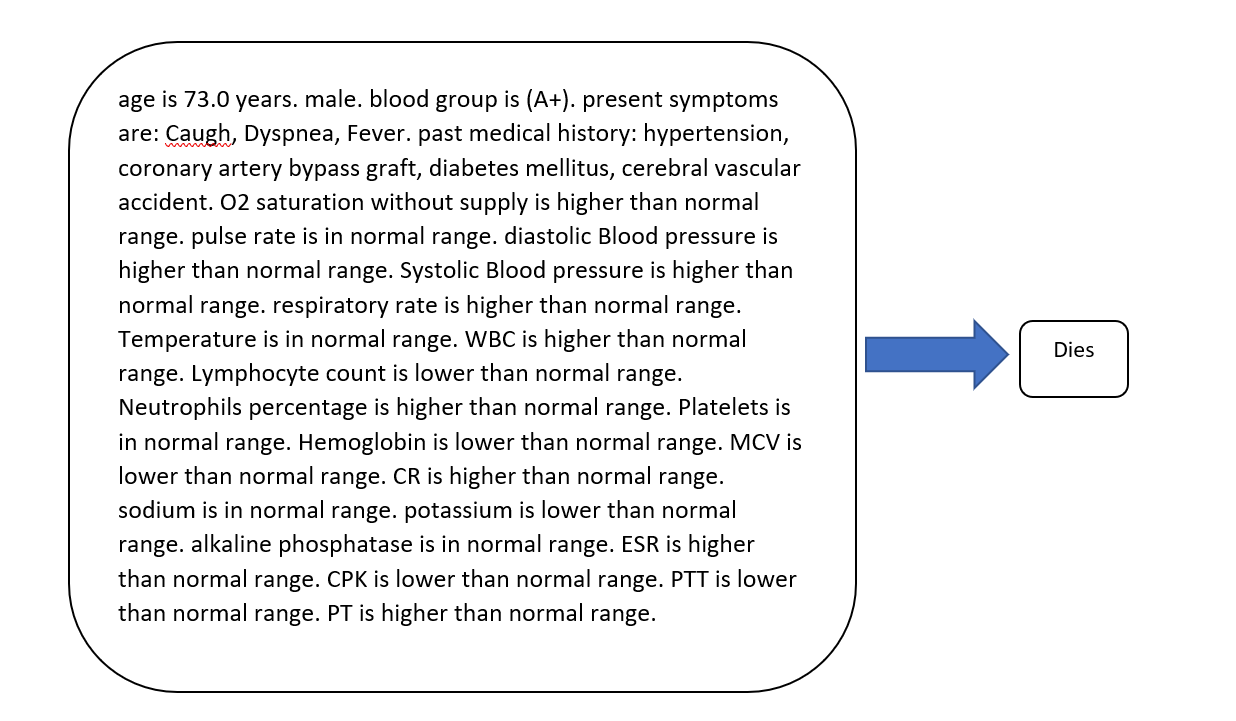 age is 73.0 years. male. blood group is (A+). present symptoms
are: Caugh, Dyspnea, Fever. past medical history: hypertension,
coronary artery bypass graft, diabetes mellitus, cerebral vascular
accident. O2 saturation without supply is higher than normal
range. pulse rate is in normal range. diastolic Blood pressure is
higher than normal range. Systolic Blood pressure is higher than
normal range. respiratory rate is higher than normal range.
Temperature is in normal range. WBC is higher than normal
range. Lymphocyte count is lower than normal range.
Neutrophils percentage is higher than normal range. Platelets is
in normal range. Hemoglobin is lower than normal range. MCV is
lower than normal range. CR is higher than normal range.
sodium is in normal range. potassium is lower than normal
range. alkaline phosphatase is in normal range. ESR is higher
than normal range. CPK is lower than normal range. PTT is lower
than normal range. PT is higher than normal range.
Dies